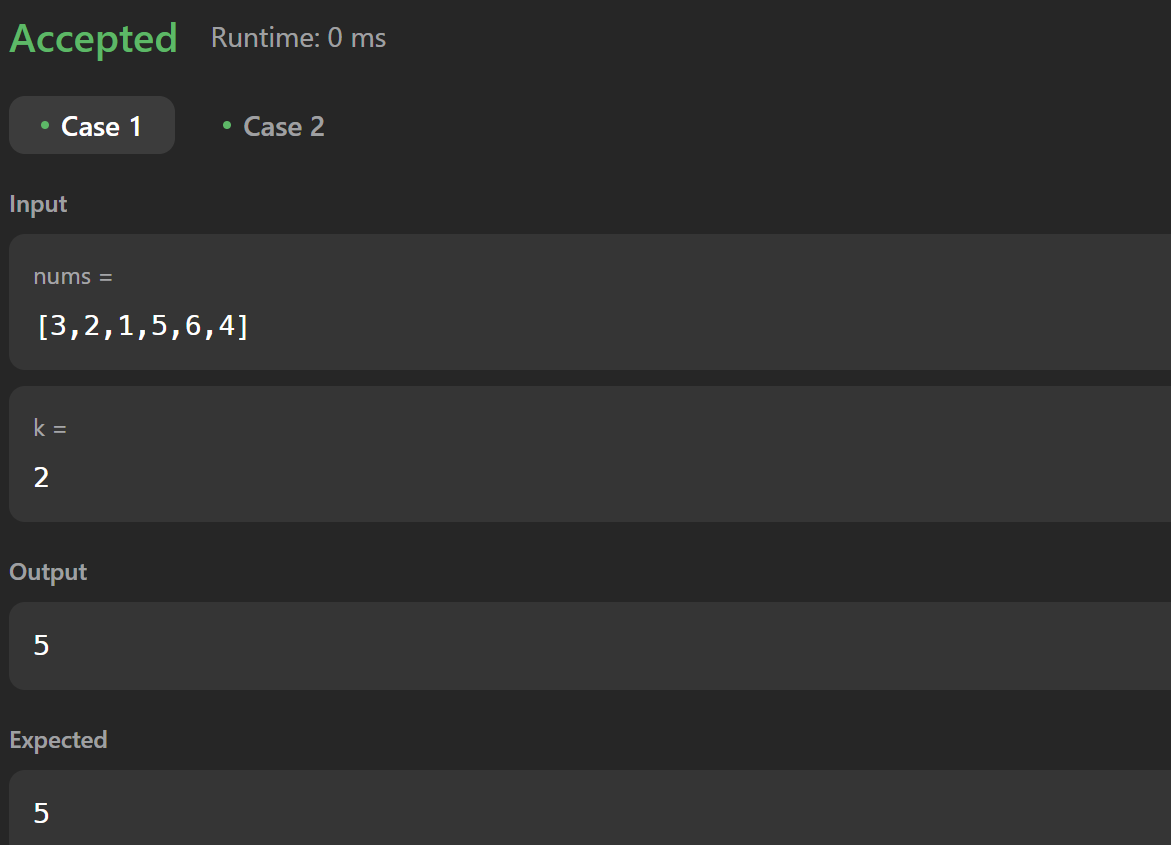 Accepted Runtime: 0 ms
Case 1 Case 2
Input
nums =
[3,2,1,5,6,4]
k =
2
Output
5
Expected
5